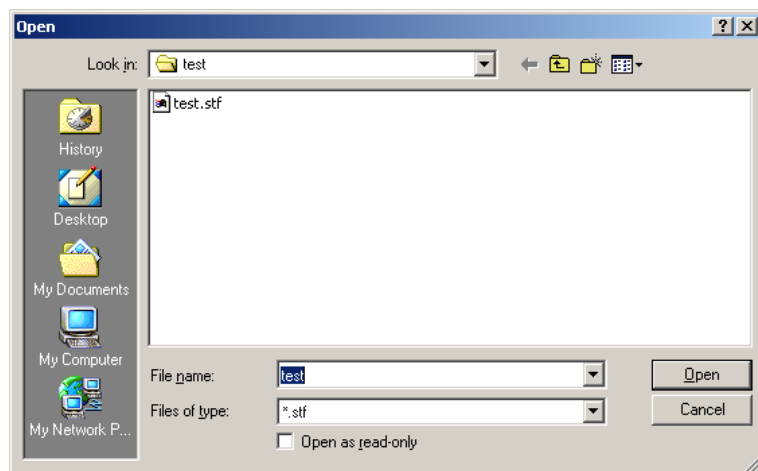 Open
Look in: test
test.stf
History
Desktop
My Documents
My Computer
My Network P...
File name: test Open
Files of type: *.stf Cancel
Open as read-only